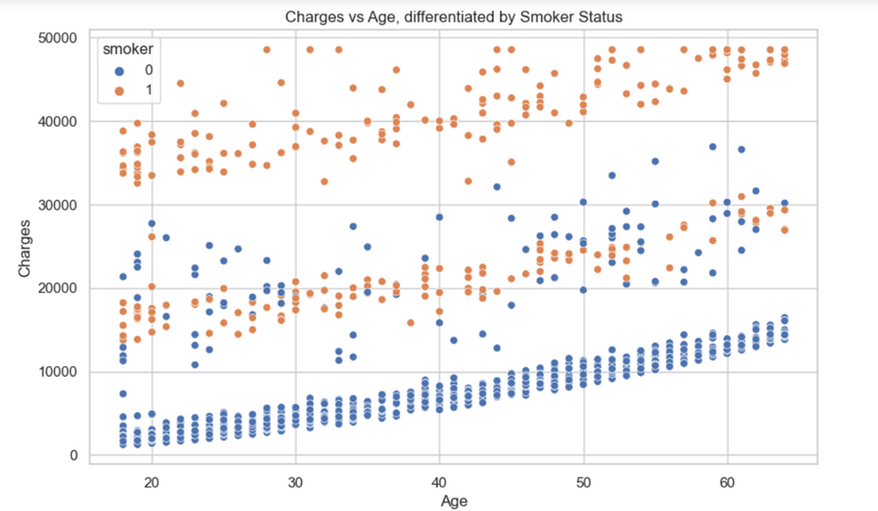 Charges vs Age, differentiated by Smoker Status
50000
smoker
0
1
40000
30000
20000
10000
0
Charges
20 30 40 50 60
Age